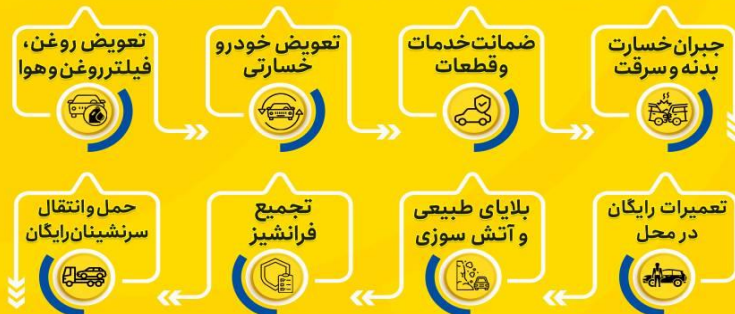 جبران خسارت
بدنه و سرقت
ضمانت خدمات
و قطعات
تعویض خودرو
خسارتی
تعویض روغن،
فیلتر روغن و هوا
تعمیرات رایگان
در محل
بلایای طبیعی
و آتش سوزی
تجمیع
فرانشیز
حمل و انتقال
سرنشینان رایگان